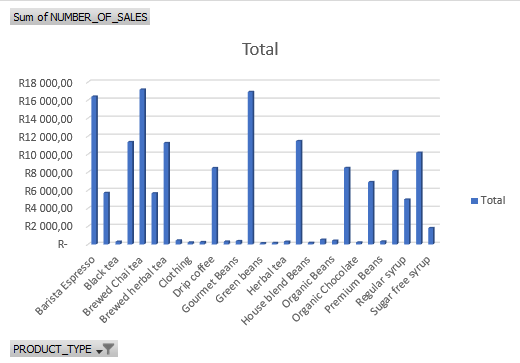 Sum of NUMBER_OF_SALES
Total
R18 000,00
R16 000,00
R14 000,00
R12 000,00
R10 000,00
R8 000,00
R6 000,00
R4 000,00
R2 000,00
R-
Barista Espresso
Black tea
Brewed Chai tea
Brewed herbal tea
Clothing
Drip coffee
Gourmet Beans
Green beans
Herbal tea
House blend Beans
Organic Beans
Organic Chocolate
Premium Beans
Regular syrup
Sugar free syrup
Total
PRODUCT_TYPE